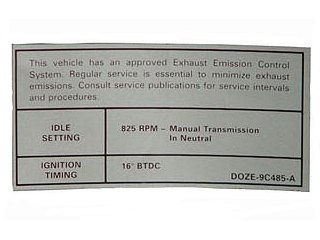 This vehicle has an approved Exhaust Emission Control
System. Regular service is essential to minimize exhaust
emissions. Consult service publications for service intervals
and procedures.
IDLE
SETTING
825 RPM – Manual Transmission
In Neutral
IGNITION
TIMING
16° BTDC
DOZE-9C485-A